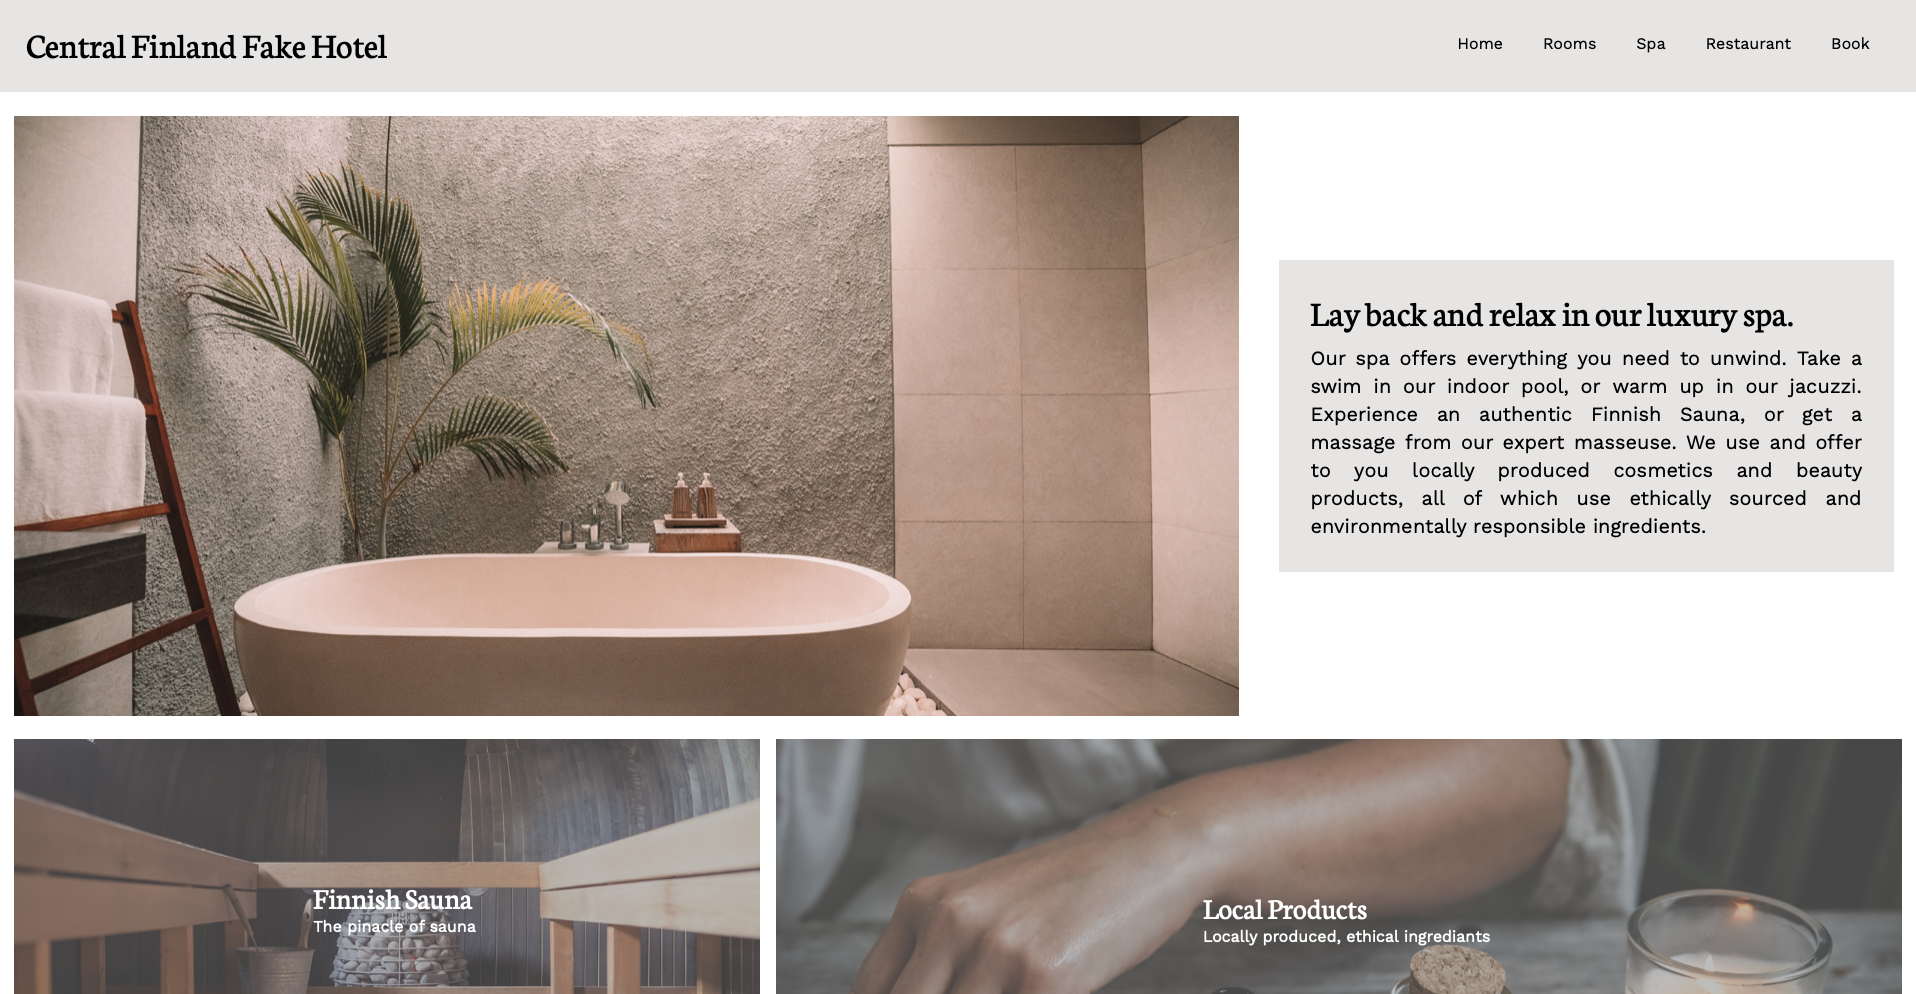 Central Finland Fake Hotel
Home Rooms Spa Restaurant Book
Lay back and relax in our luxury spa.
Our spa offers everything you need to unwind. Take a
swim in our indoor pool, or warm up in our jacuzzi.
Experience an authentic Finnish Sauna, or get a
massage from our expert masseuse. We use and offer
to you locally produced cosmetics and beauty
products, all of which use ethically sourced and
environmentally responsible ingredients.
Finnish Sauna
The pinacle of sauna
Local Products
Locally produced, ethical ingrediants